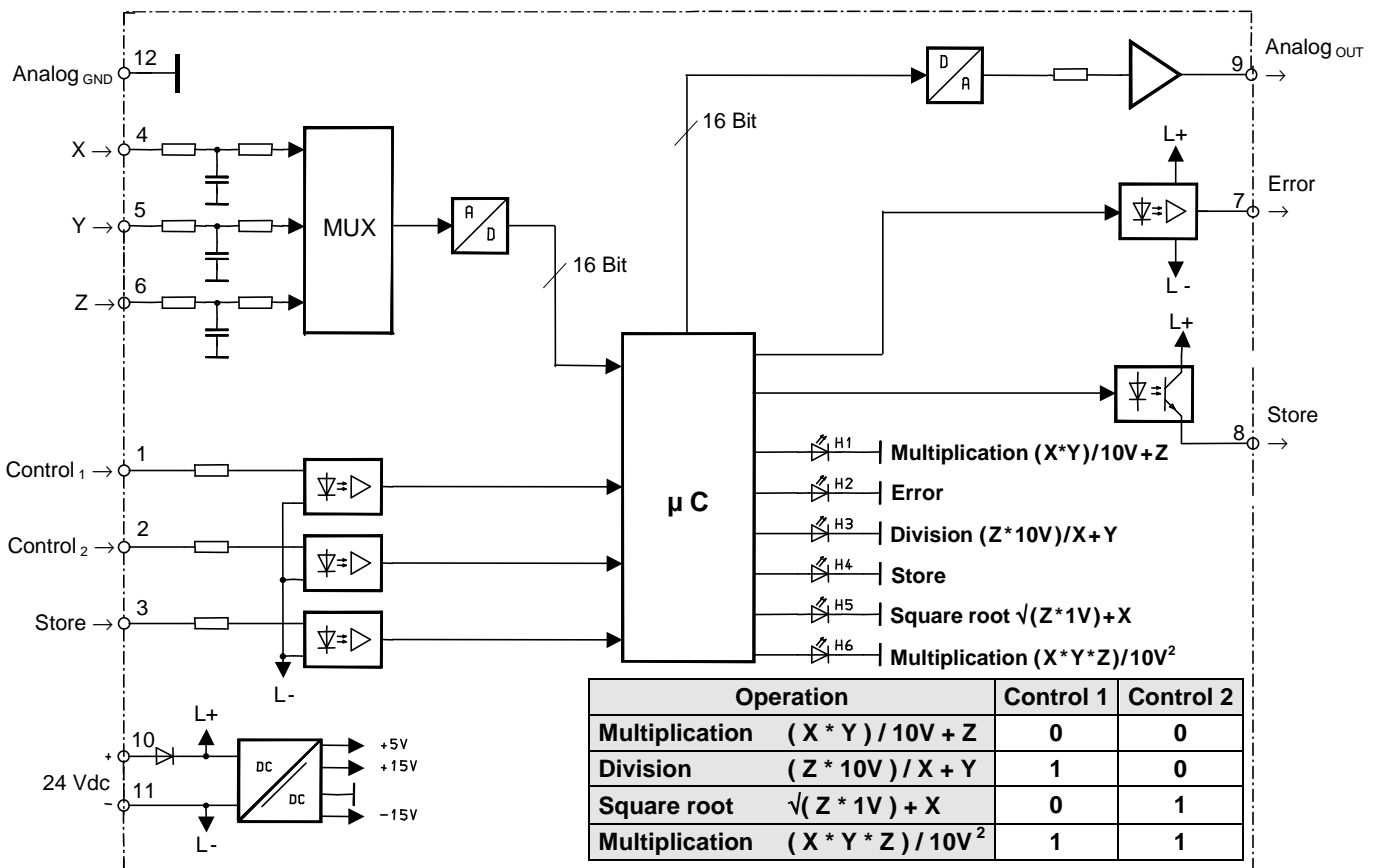 Analog GND
12
X →
4
Y →
5
Z →
6
MUX
A
D
16 Bit
16 Bit
D
A
9
Analog OUT
→
L+
Error
7
→
L -
L+
Store
8
→
Control 1 →
1
Control 2 →
2
Store →
3
L-
µ C
H1 Multiplication (X*Y)/10V+Z
H2 Error
H3 Division (Z*10V)/X+Y
H4 Store
H5 Square root √(Z*1V)+X
H6 Multiplication (X*Y*Z)/10V²
L+
+ 10
24 Vdc
− 11
L-
DC
DC
+5V
+15V
-15V
Operation Control 1 Control 2
Multiplication ( X * Y ) / 10V + Z 0 0
Division ( Z * 10V ) / X + Y 1 0
Square root √( Z * 1V ) + X 0 1
Multiplication ( X * Y * Z ) / 10V² 1 1